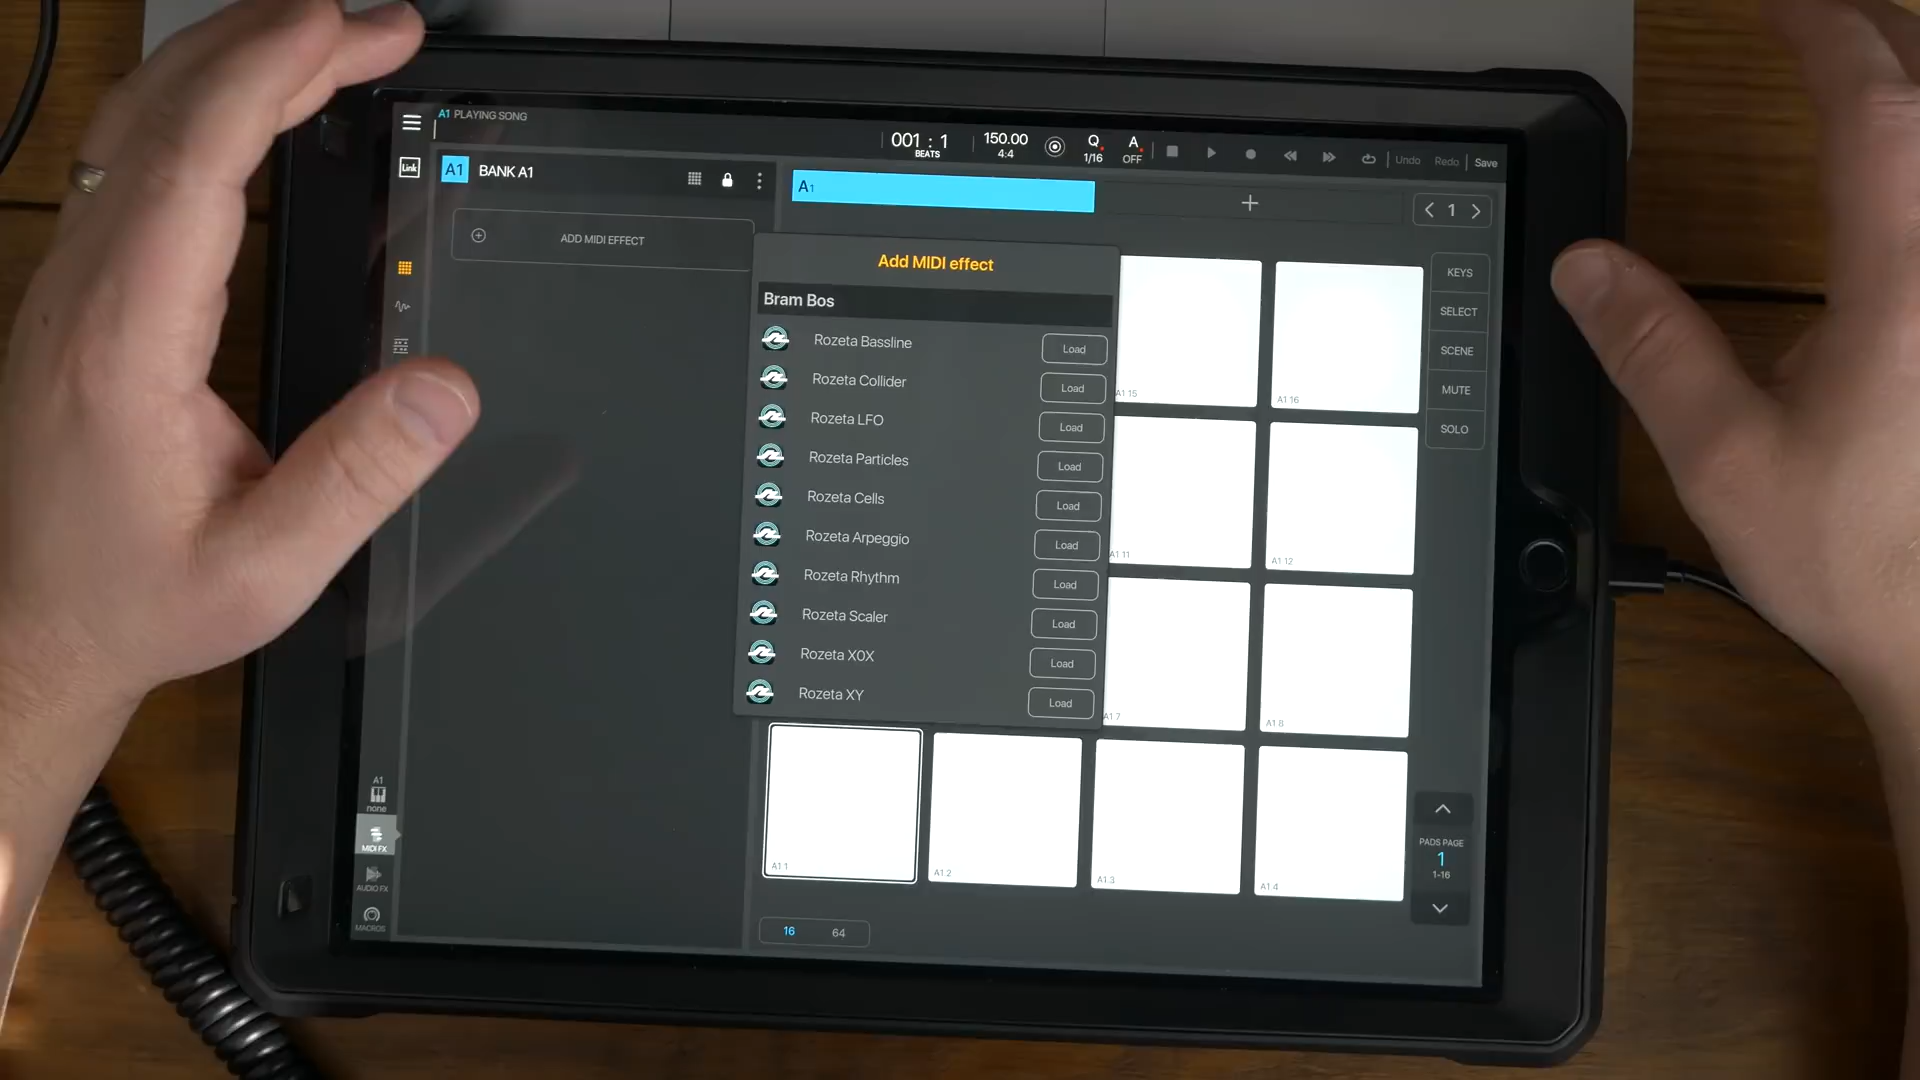 A1 PLAYING SONG
001 : 1
BEATS
150.00
4:4
Q
1/16
A
OFF
Undo
Redo
Save
Link
A1
BANK A1
A1
+
< 1 >
ADD MIDI EFFECT
Add MIDI effect
Bram Bos
Rozeta Bassline
Load
Rozeta Collider
Load
Rozeta LFO
Load
Rozeta Particles
Load
Rozeta Cells
Load
Rozeta Arpeggio
Load
Rozeta Rhythm
Load
Rozeta Scaler
Load
Rozeta X0X
Load
Rozeta XY
Load
A1 15
A1 16
A1 11
A1 12
A1 7
A1 8
A1 1
A1 2
A1 3
A1 4
KEYS
SELECT
SCENE
MUTE
SOLO
PADS PAGE
1
1-16
A1
none
MIDI FX
AUDIO FX
MACROS
16
64